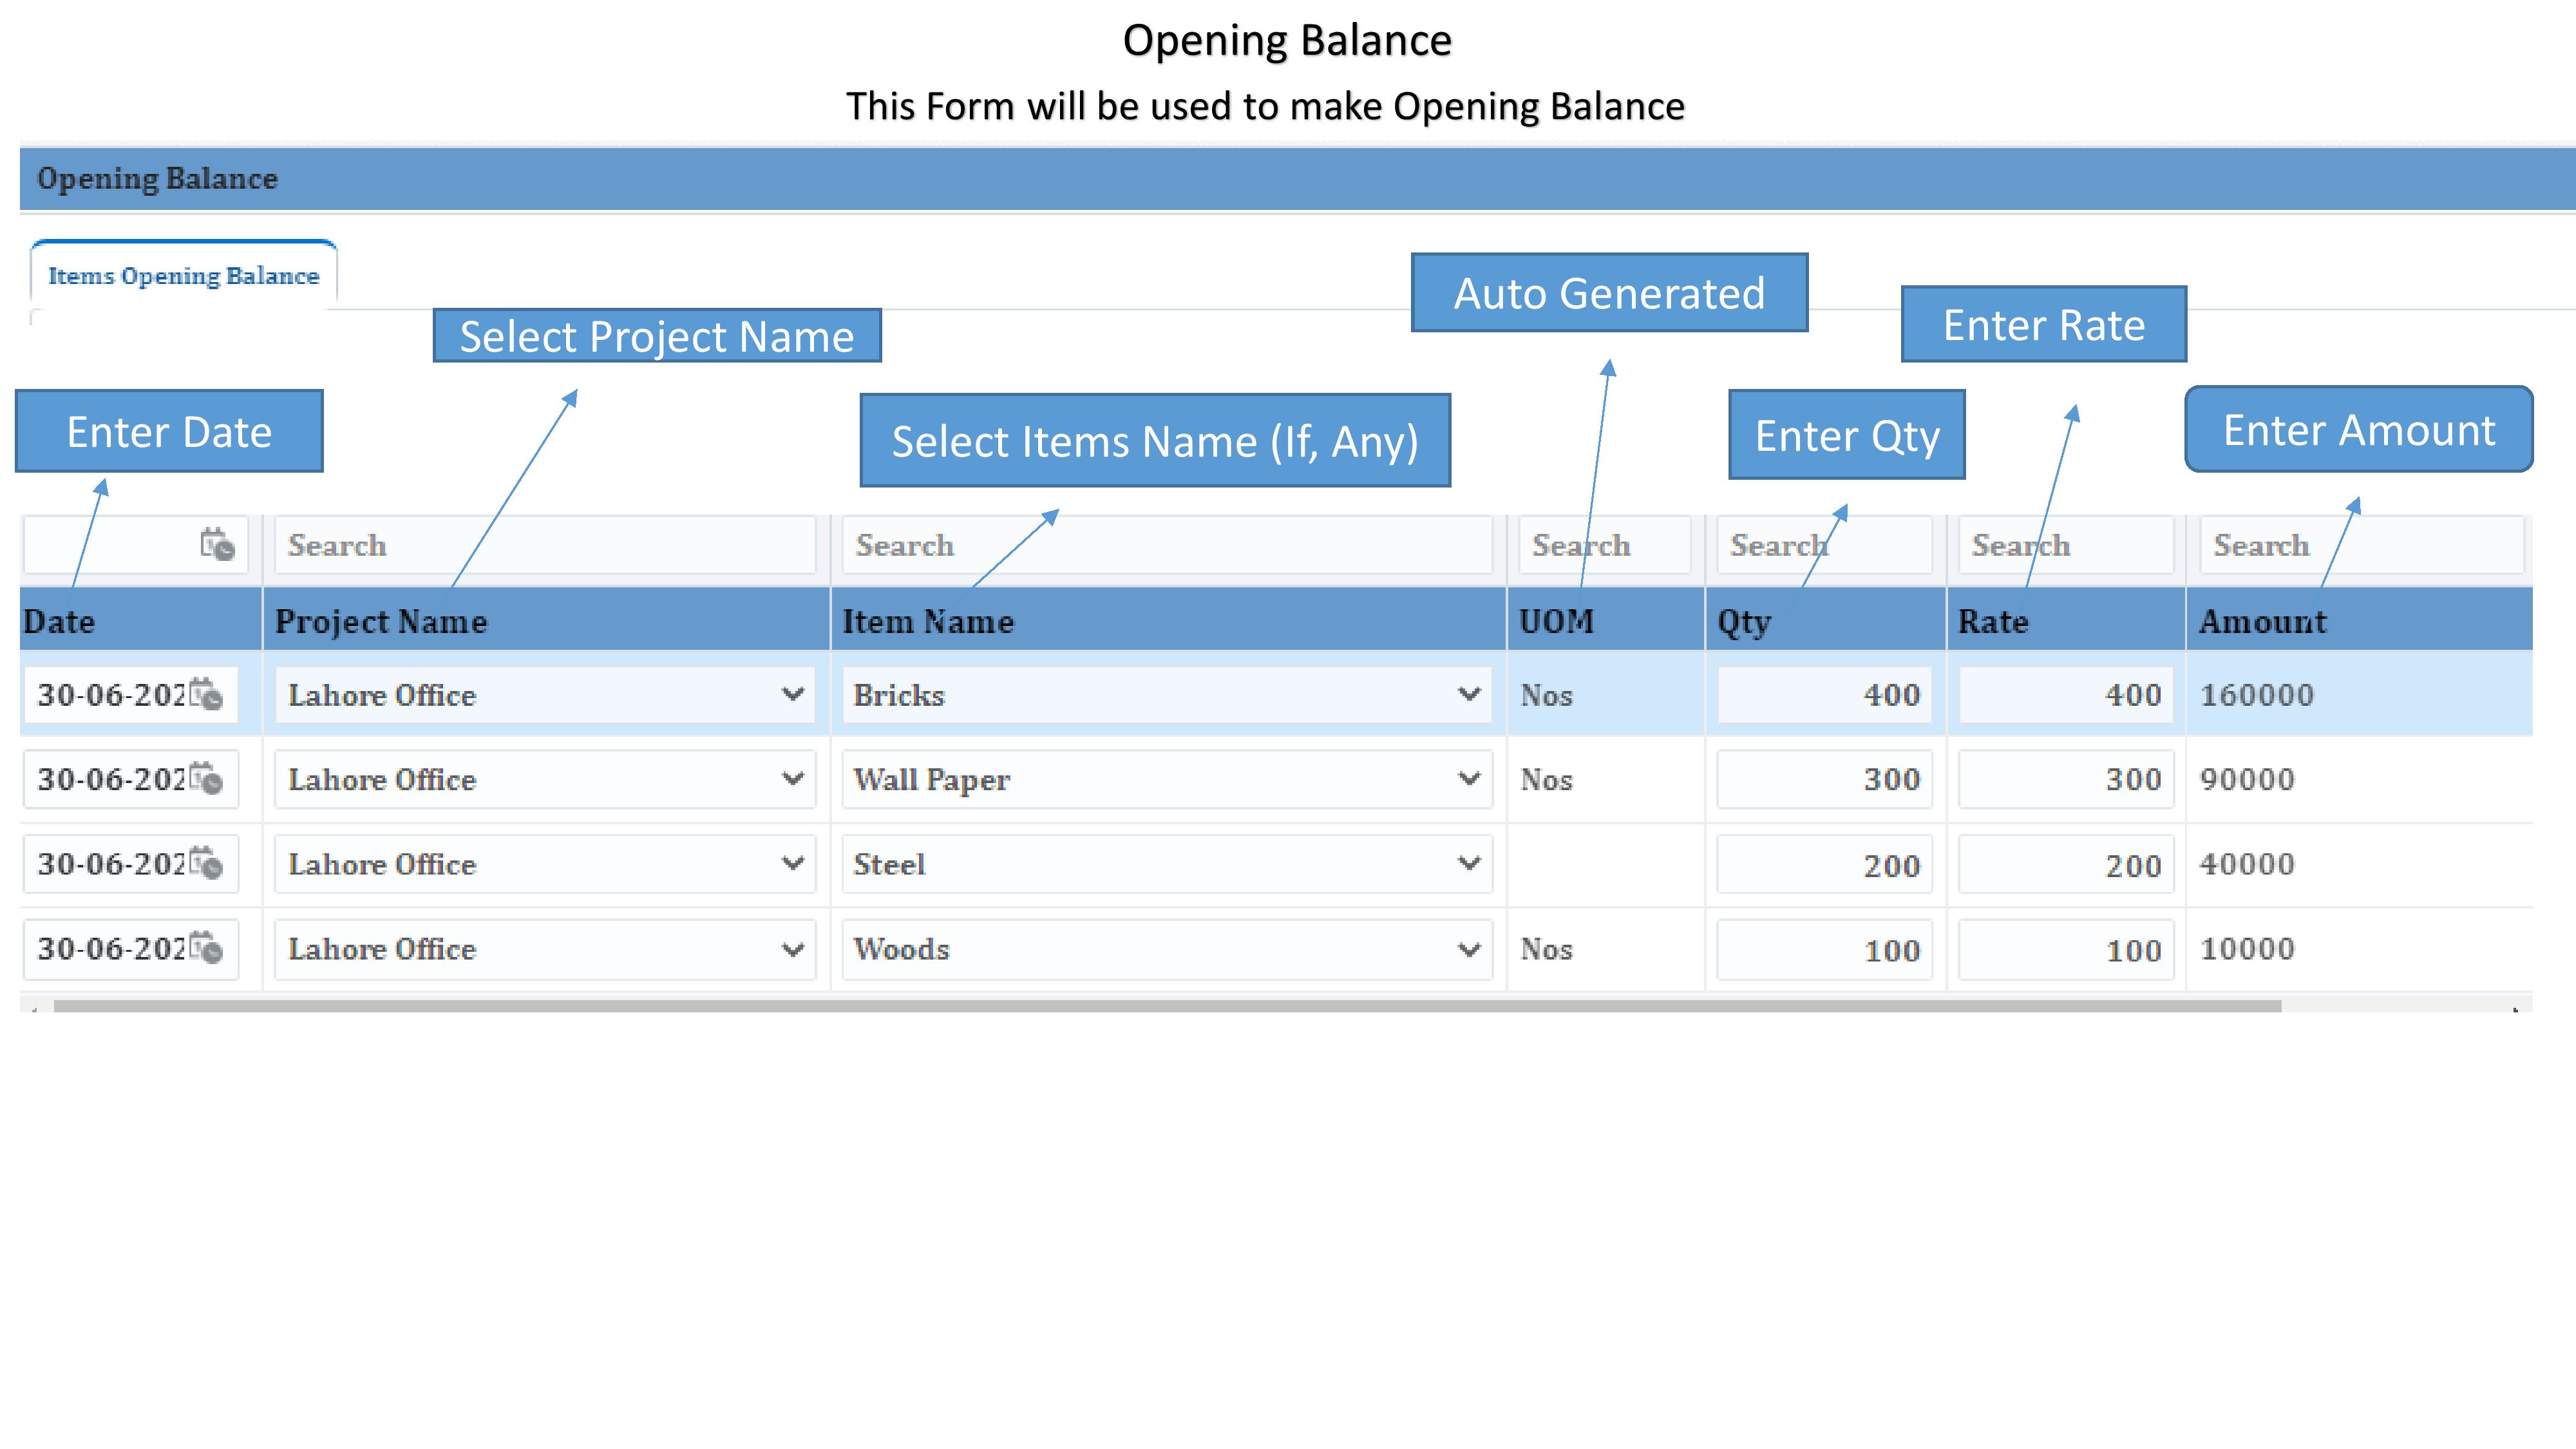 Opening Balance
This Form will be used to make Opening Balance
Opening Balance
Items Opening Balance
Auto Generated
Enter Rate
Select Project Name
Enter Date
Select Items Name (If, Any)
Enter Qty
Enter Amount
Search Search Search Search Search Search
Date Project Name Item Name UOM Qty Rate Amount
30-06-202 Lahore Office Bricks Nos 400 400 160000
30-06-202 Lahore Office Wall Paper Nos 300 300 90000
30-06-202 Lahore Office Steel 200 200 40000
30-06-202 Lahore Office Woods Nos 100 100 10000